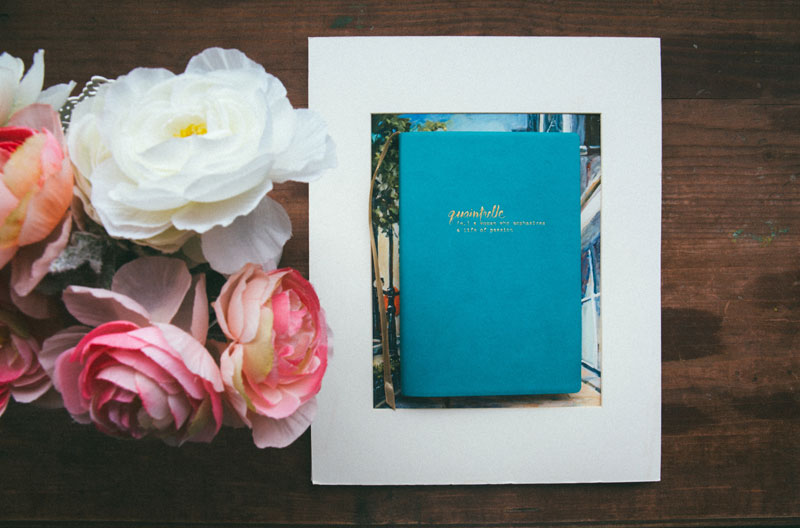 quaintrelle
(n.) a woman who emphasizes
a life of passion